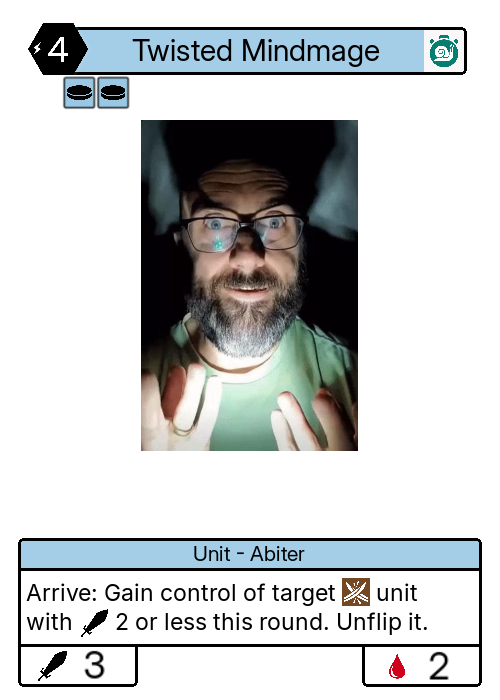 4 Twisted Mindmage
Unit - Abiter
Arrive: Gain control of target unit
with 2 or less this round. Unflip it.
3 2